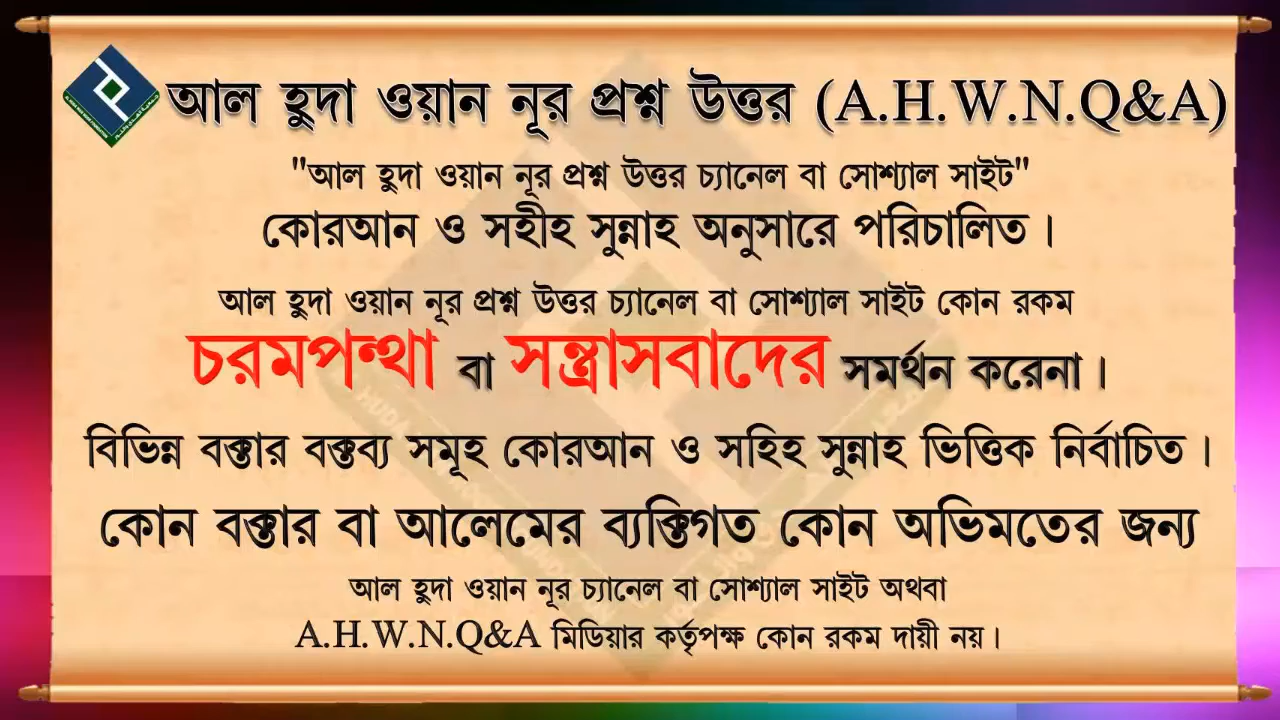 আল হুদা ওয়ান নূর প্রশ্ন উত্তর (A.H.W.N.Q&A)
"আল হুদা ওয়ান নূর প্রশ্ন উত্তর চ্যানেল বা সোশ্যাল সাইট"
কোরআন ও সহীহ সুন্নাহ অনুসারে পরিচালিত।
আল হুদা ওয়ান নূর প্রশ্ন উত্তর চ্যানেল বা সোশ্যাল সাইট কোন রকম
চরমপন্থা বা সন্ত্রাসবাদের সমর্থন করেনা।
বিভিন্ন বক্তার বক্তব্য সমূহ কোরআন ও সহিহ সুন্নাহ ভিত্তিক নির্বাচিত।
কোন বক্তার বা আলেমের ব্যক্তিগত কোন অভিমতের জন্য
আল হুদা ওয়ান নূর চ্যানেল বা সোশ্যাল সাইট অথবা
A.H.W.N.Q&A মিডিয়ার কর্তৃপক্ষ কোন রকম দায়ী নয়।